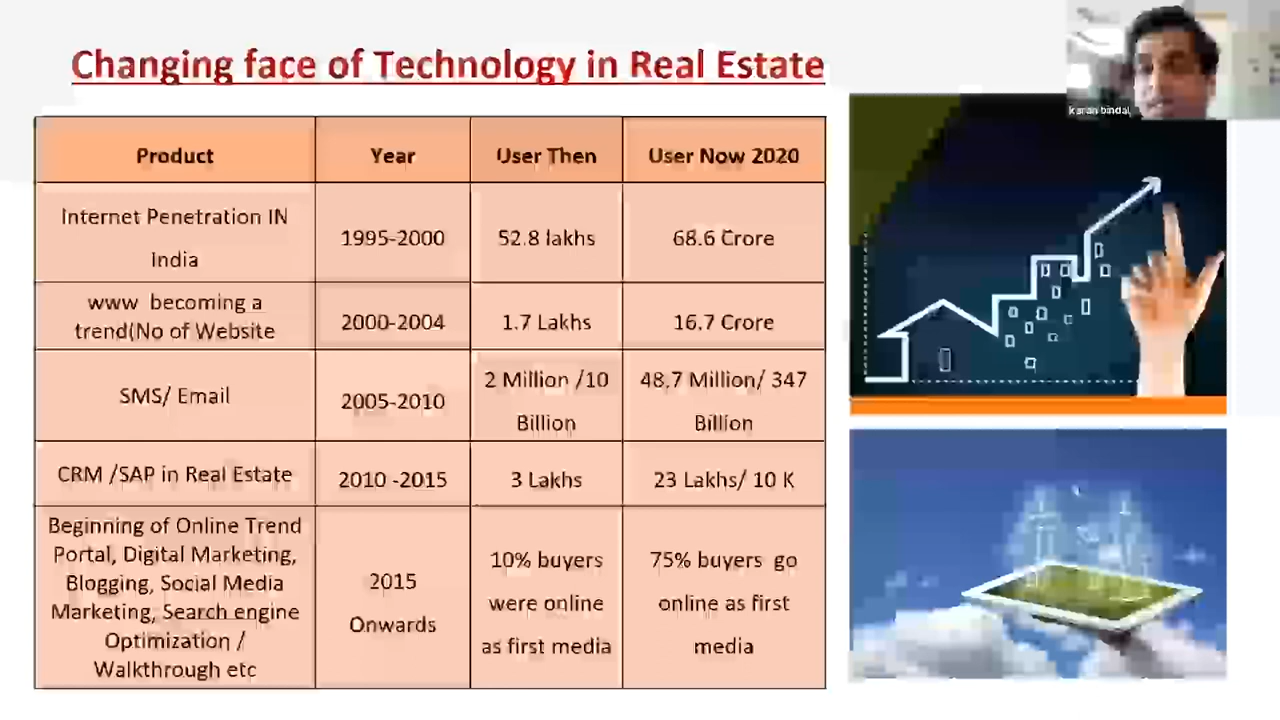 Changing face of Technology in Real Estate
karan bindal
Product
Year
User Then
User Now 2020
Internet Penetration IN
India
1995-2000
52.8 lakhs
68.6 Crore
www becoming a
trend(No of Website
2000-2004
1.7 Lakhs
16.7 Crore
SMS/ Email
2005-2010
2 Million /10
Billion
48.7 Million/ 347
Billion
CRM /SAP in Real Estate
2010 -2015
3 Lakhs
23 Lakhs/ 10 K
Beginning of Online Trend
Portal, Digital Marketing,
Blogging, Social Media
Marketing, Search engine
Optimization /
Walkthrough etc
2015
Onwards
10% buyers
were online
as first media
75% buyers go
online as first
media